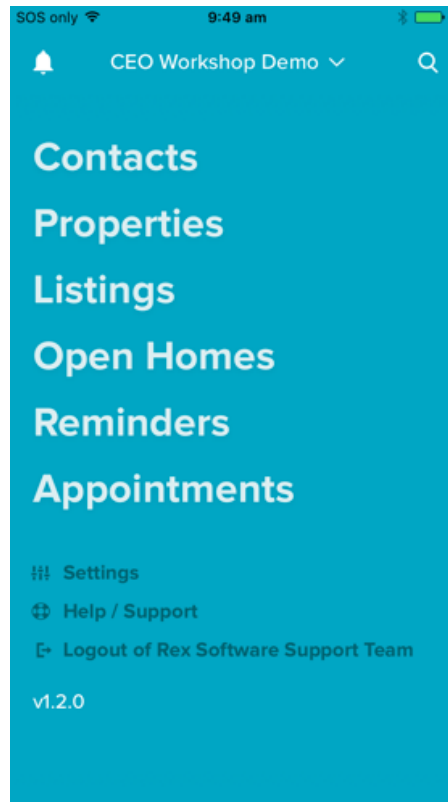 SOS only 9:49 am
CEO Workshop Demo
Contacts
Properties
Listings
Open Homes
Reminders
Appointments
Settings
Help / Support
Logout of Rex Software Support Team
v1.2.0